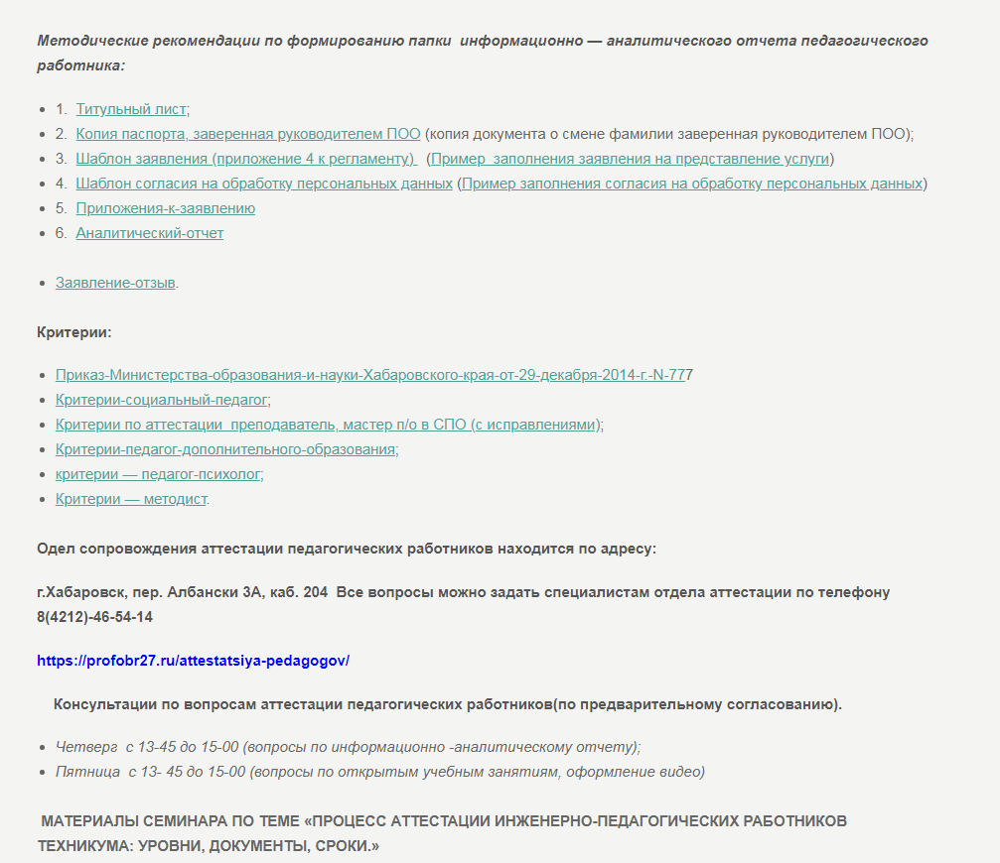 Методические рекомендации по формированию папки  информационно — аналитического отчета педагогического
работника:
1.  Титульный лист;
2.  Копия паспорта, заверенная руководителем ПОО (копия документа о смене фамилии заверенная руководителем ПОО);
3.  Шаблон заявления (приложение 4 к регламенту)  (Пример  заполнения заявления на представление услуги)
4.  Шаблон согласия на обработку персональных данных (Пример заполнения согласия на обработку персональных данных)
5.  Приложения-к-заявлению
6.  Аналитический-отчет
Заявление-отзыв.
Критерии:
Приказ-Министерства-образования-и-науки-Хабаровского-края-от-29-декабря-2014-г.-N-777
Критерии-социальный-педагог;
Критерии по аттестации  преподаватель, мастер п/о в СПО (с исправлениями);
Критерии-педагог-дополнительного-образования;
критерии — педагог-психолог;
Критерии — методист.
Одел сопровождения аттестации педагогических работников находится по адресу:
г.Хабаровск, пер. Албански 3А, каб. 204  Все вопросы можно задать специалистам отдела аттестации по телефону
8(4212)-46-54-14
https://profobr27.ru/attestatsiya-pedagogov/
Консультации по вопросам аттестации педагогических работников(по предварительному согласованию).
Четверг  с 13-45 до 15-00 (вопросы по информационно -аналитическому отчету);
Пятница  с 13- 45 до 15-00 (вопросы по открытым учебным занятиям, оформление видео)
МАТЕРИАЛЫ СЕМИНАРА ПО ТЕМЕ «ПРОЦЕСС АТТЕСТАЦИИ ИНЖЕНЕРНО-ПЕДАГОГИЧЕСКИХ РАБОТНИКОВ
ТЕХНИКУМА: УРОВНИ, ДОКУМЕНТЫ, СРОКИ.»